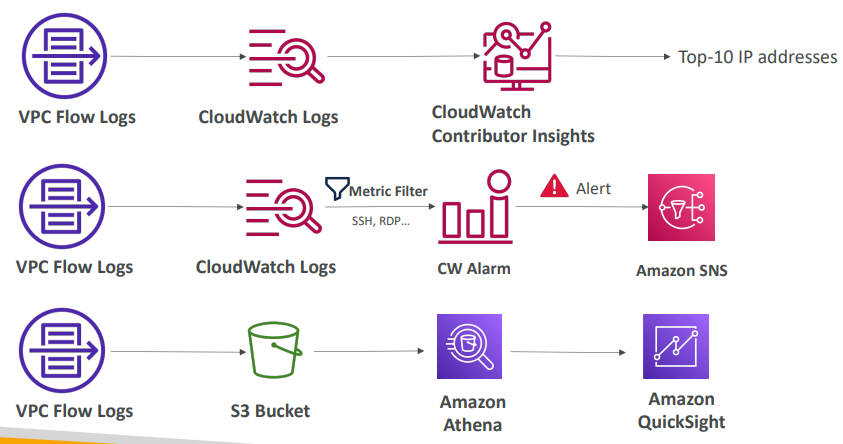 Top-10 IP addresses
VPC Flow Logs
CloudWatch Logs
CloudWatch
Contributor Insights
Metric Filter
SSH, RDP...
Alert
VPC Flow Logs
CloudWatch Logs
CW Alarm
Amazon SNS
VPC Flow Logs
S3 Bucket
Amazon
Athena
Amazon
QuickSight